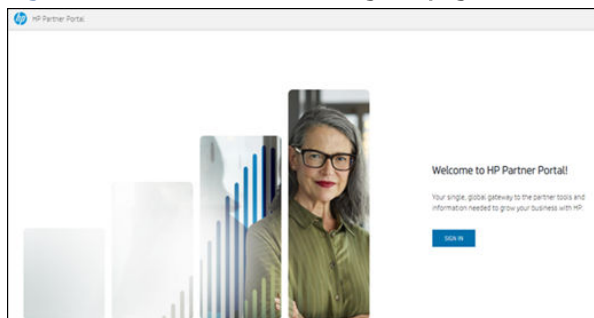 HP Partner Portal
Welcome to HP Partner Portal!
Your single, global gateway to the partner tools and
information needed to grow your business with HP.
SIGN IN